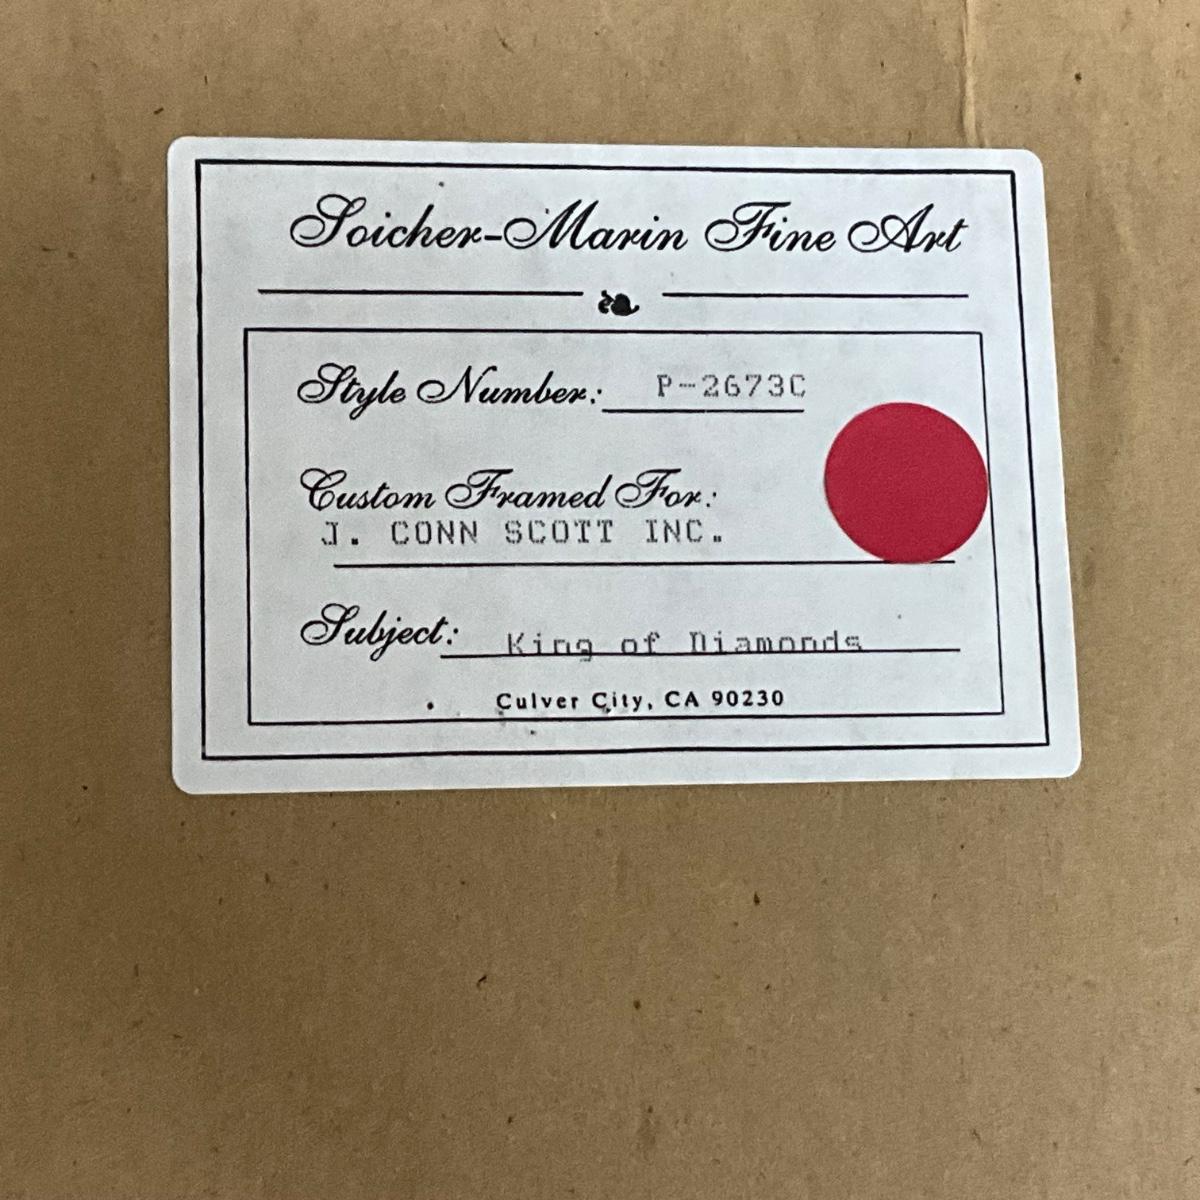 Soicher-Marin Fine Art
Style Number: P-2673C
Custom Framed For:
J. CONN SCOTT INC.
Subject: King of Diamonds
Culver City, CA 90230